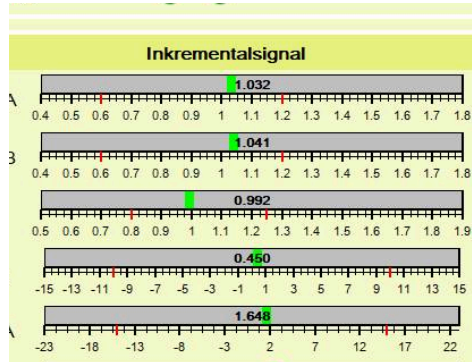 Inkrementalsignal
1.032
A
0.4 0.5 0.6 0.7 0.8 0.9 1 1.1 1.2 1.3 1.4 1.5 1.6 1.7 1.8
1.041
B
0.4 0.5 0.6 0.7 0.8 0.9 1 1.1 1.2 1.3 1.4 1.5 1.6 1.7 1.8
0.992
0.5 0.6 0.7 0.8 0.9 1 1.1 1.2 1.3 1.4 1.5 1.6 1.7 1.8 1.9
0.450
-15 -13 -11 -9 -7 -5 -3 -1 1 3 5 7 9 11 13 15
1.648
A
-23 -18 -13 -8 -3 2 7 12 17 22